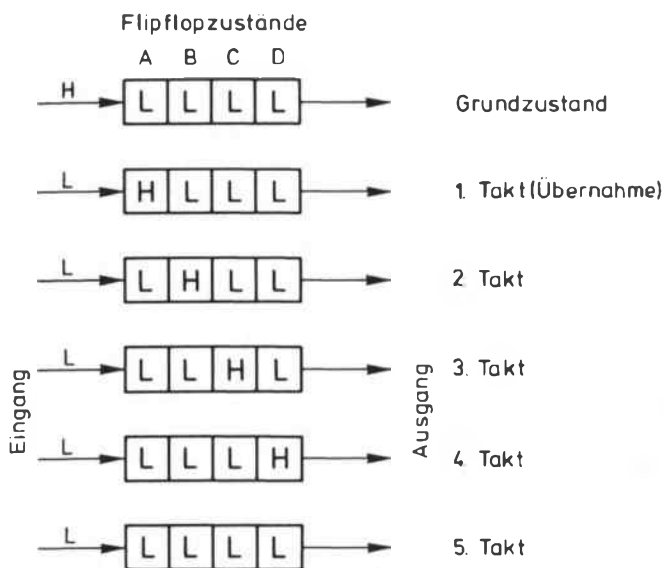 Flipflopzustände
A B C D
H L L L L Grundzustand
L H L L L 1. Takt (Übernahme)
L L H L L 2. Takt
L L L H L 3. Takt
Eingang
Ausgang
L L L L H 4. Takt
L L L L L 5. Takt